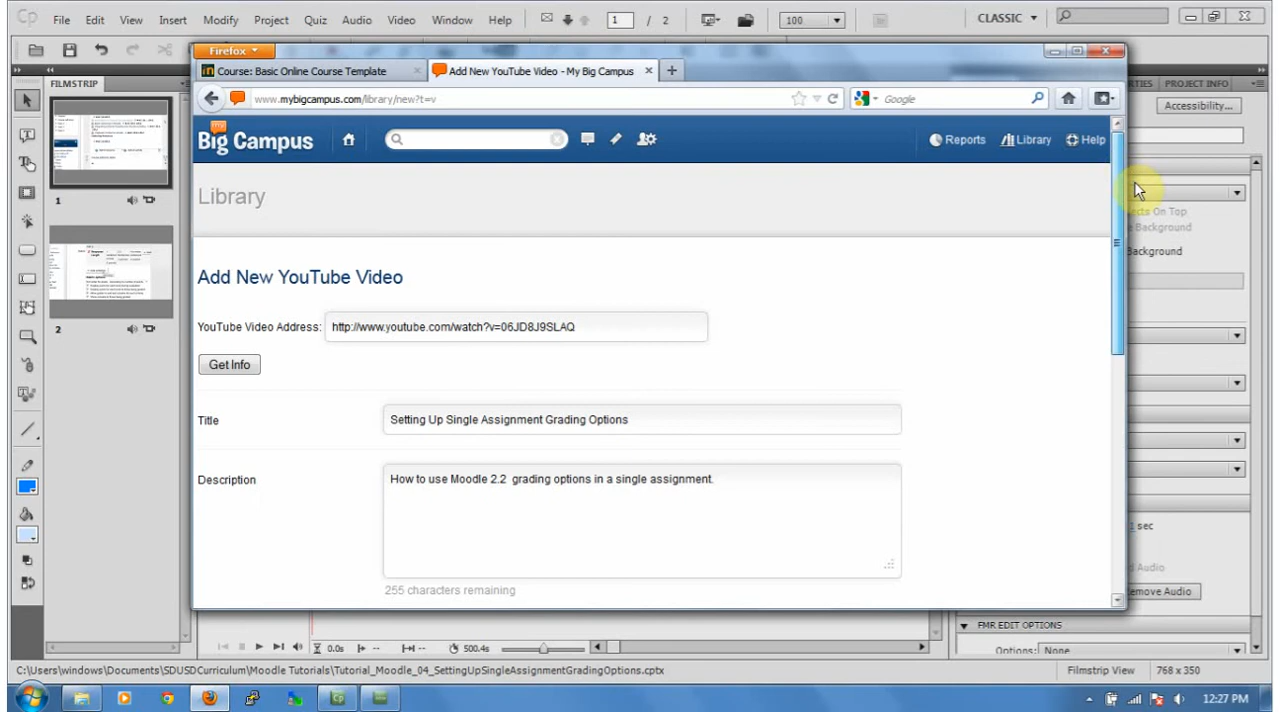 Cp File Edit View Insert Modify Project Quiz Audio Video Window Help 1 / 2 100 CLASSIC
FILMSTRIP
Firefox
Course: Basic Online Course Template
Add New YouTube Video - My Big Campus
PROJECT INFO
www.mybigcampus.com/library/new?t=v
Google
Accessibility...
my
Big Campus
Reports Library Help
Library
1
Background
Background
Add New YouTube Video
YouTube Video Address: http://www.youtube.com/watch?v=06JD8J9SLAQ
2
Get Info
Title Setting Up Single Assignment Grading Options
Description How to use Moodle 2.2 grading options in a single assignment.
sec
Audio
255 characters remaining
FMR EDIT OPTIONS
0.0s
500.4s
Options: None
C:\Users\windows\Documents\SDUSDCurriculum\Moodle Tutorials\Tutorial_Moodle_04_SettingUpSingleAssignmentGradingOptions.cptx
Filmstrip View 768 x 350
12:27 PM